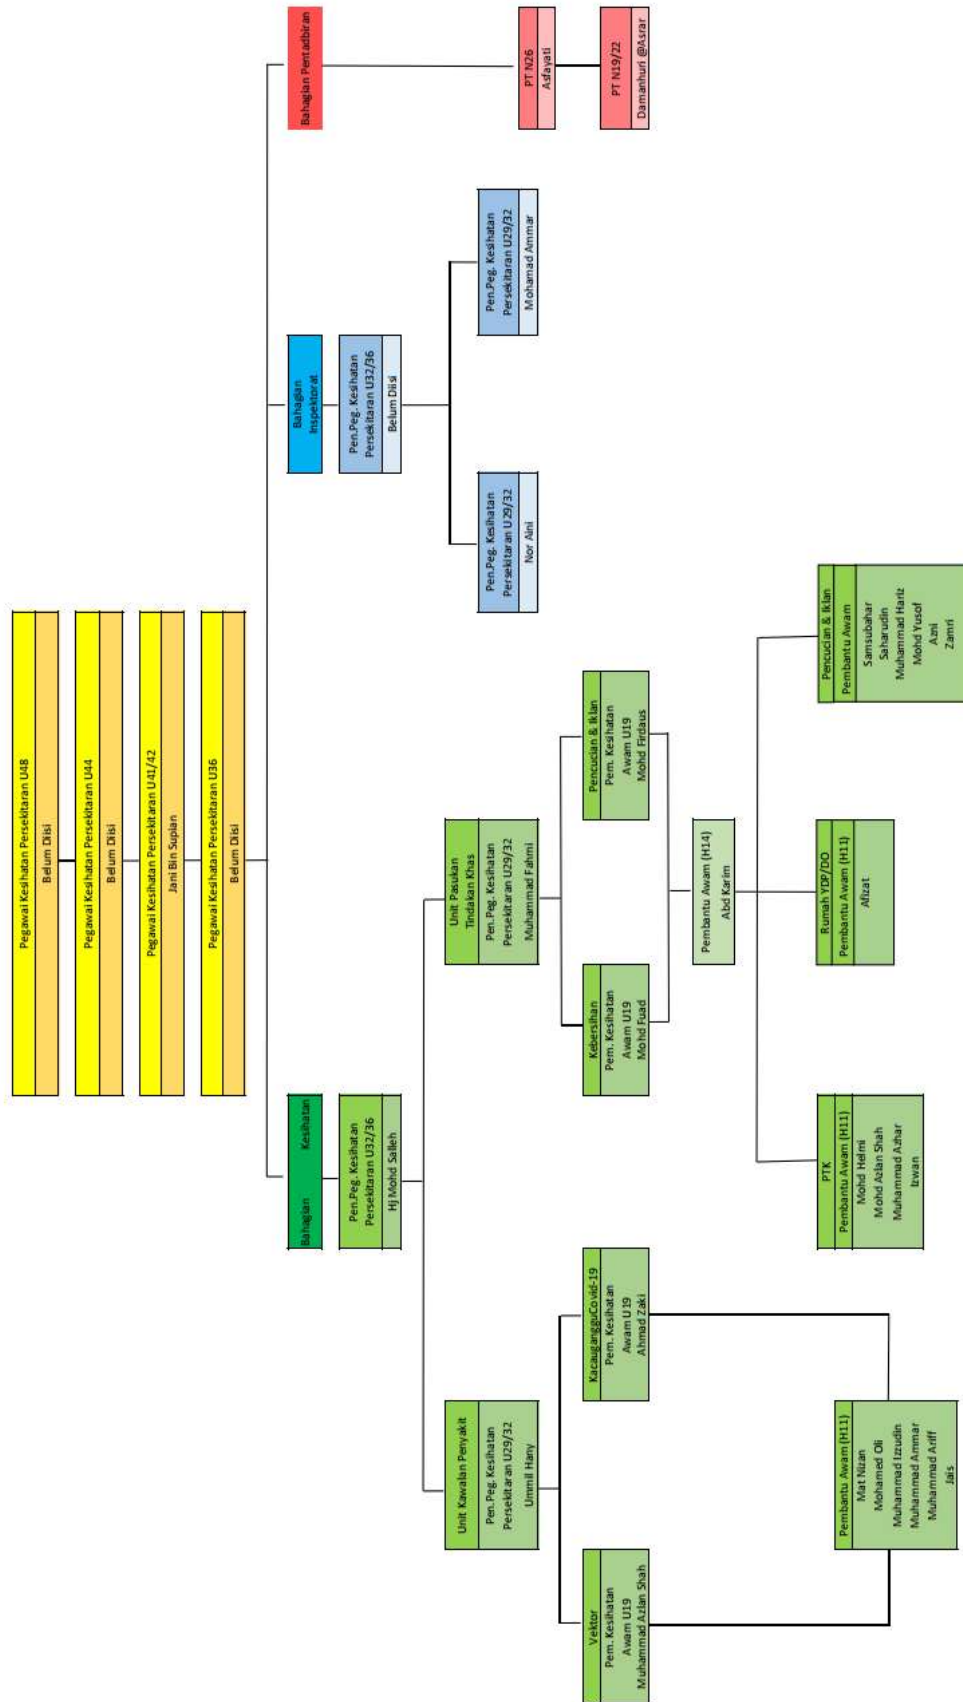 Pegawai Kesihatan Persekitaran U48
Belum Diisi
Pegawai Kesihatan Persekitaran U44
Belum Diisi
Pegawai Kesihatan Persekitaran U41/42
Jani Bin Supian
Pegawai Kesihatan Persekitaran U36
Belum Diisi
Bahagian Kesihatan
Pen.Peg. Kesihatan
Persekitaran U32/36
Hj Mohd Salleh
Bahagian
Inspektorat
Pen.Peg. Kesihatan
Persekitaran U32/36
Belum Diisi
Bahagian Pentadbiran
Unit Kawalan Penyakit
Pen.Peg. Kesihatan
Persekitaran U29/32
Ummil Hany
Unit Pasukan
Tindakan Khas
Pen.Peg. Kesihatan
Persekitaran U29/32
Muhammad Fahmi
Pen.Peg. Kesihatan
Persekitaran U29/32
Nor Aini
Pen.Peg. Kesihatan
Persekitaran U29/32
Mohamad Ammar
PT N26
Asfayati
PT N19/22
Damanhuri @Asrar
Vektor
Pem. Kesihatan
Awam U19
Muhammad Azlan Shah
KacaugangguCovid-19
Pem. Kesihatan
Awam U19
Ahmad Zaki
Kebersihan
Pem. Kesihatan
Awam U19
Mohd Fuad
Pencucian & Iklan
Pem. Kesihatan
Awam U19
Mohd Firdaus
Pembantu Awam (H14)
Abd Karim
Pembantu Awam (H11)
Mat Nizan
Mohamed Oli
Muhammad Izzudin
Muhammad Ammar
Muhammad Ariff
Jais
PTK
Pembantu Awam (H11)
Mohd Helmi
Mohd Azlan Shah
Muhammad Azhar
Izwan
Rumah YDP/DO
Pembantu Awam (H11)
Afizat
Pencucian & Iklan
Pembantu Awam
Samsubahar
Saharudin
Muhammad Hariz
Mohd Yusof
Azni
Zamri